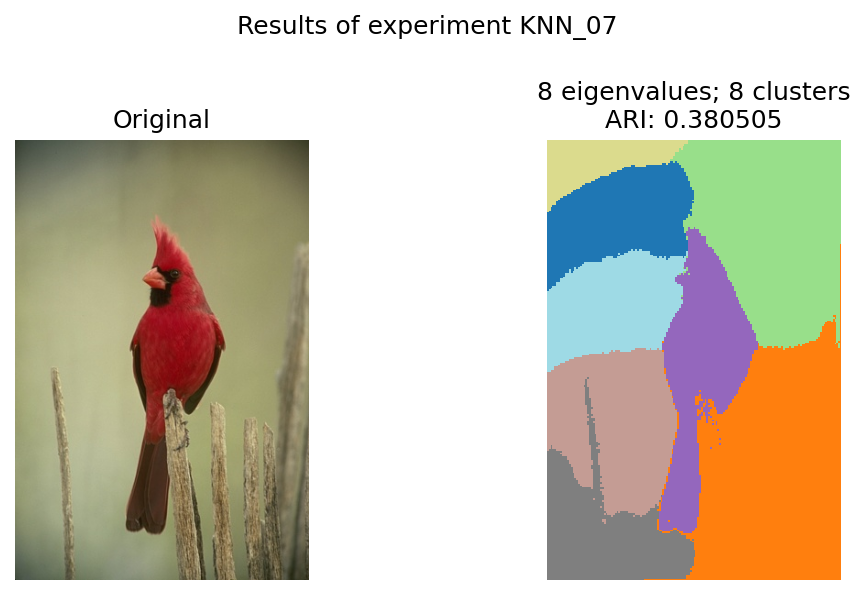 Results of experiment KNN_07
Original
8 eigenvalues; 8 clusters
ARI: 0.380505